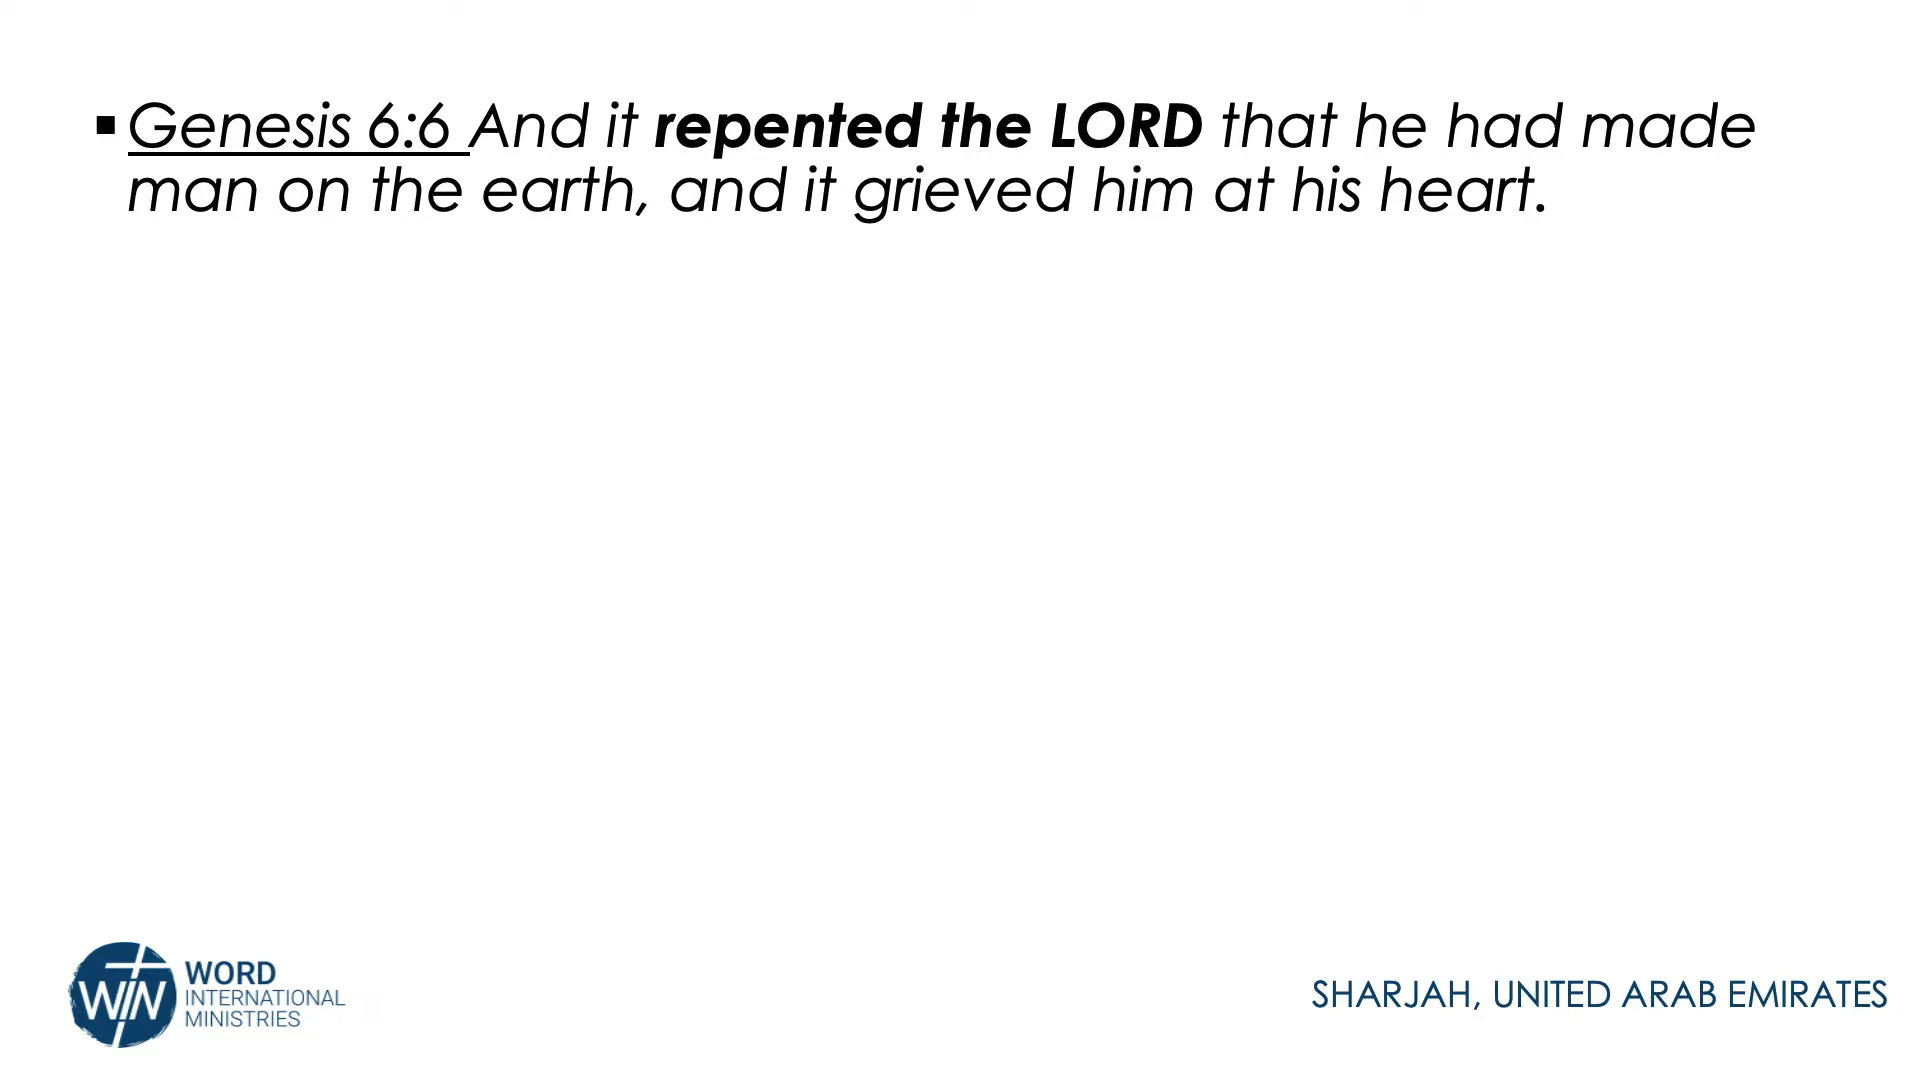 ▪ Genesis 6:6 And it repented the LORD that he had made
man on the earth, and it grieved him at his heart.
WIN
WORD
INTERNATIONAL
MINISTRIES
SHARJAH, UNITED ARAB EMIRATES